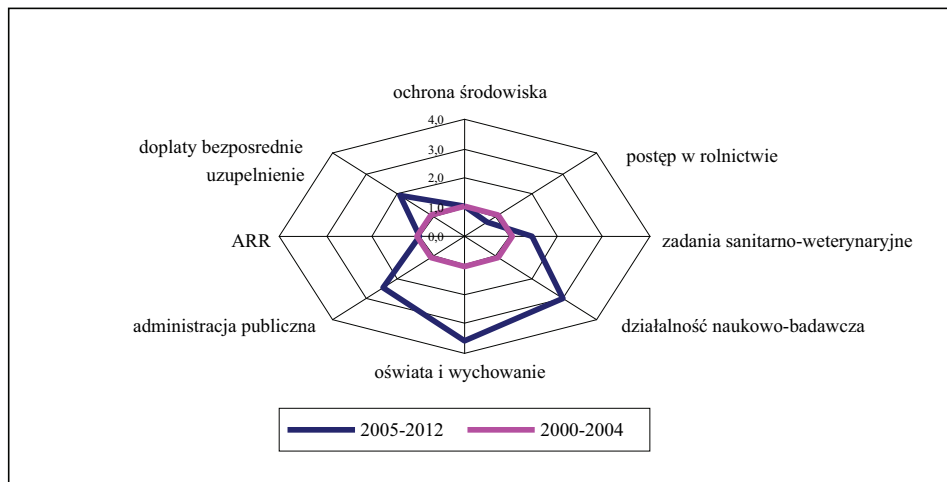 ochrona środowiska
4,0
doplaty bezposrednie
uzupelnienie
3,0
postęp w rolnictwie
2,0
1,0
ARR
0,0
zadania sanitarno-weterynaryjne
administracja publiczna
działalność naukowo-badawcza
oświata i wychowanie
2005-2012
2000-2004